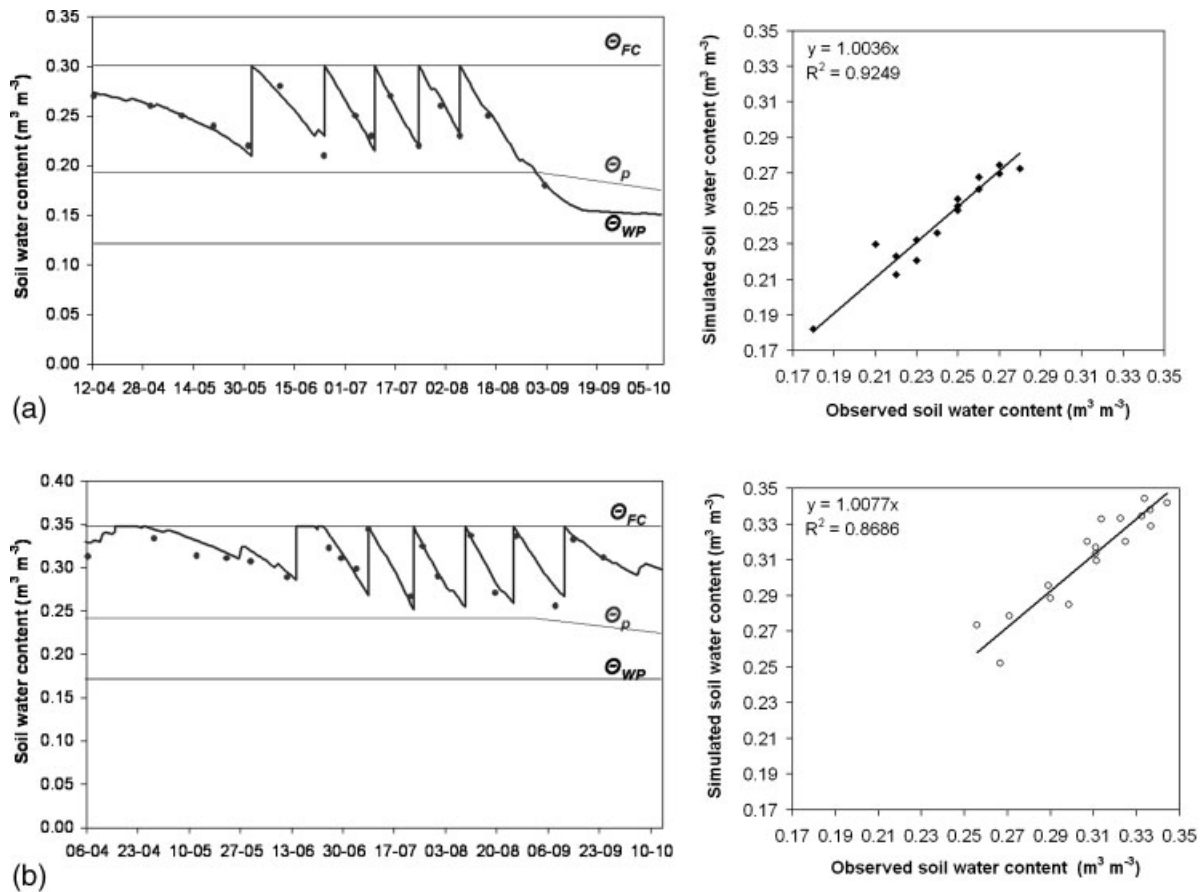 0.35
0.30
0.25
0.20
0.15
0.10
0.05
0.00
Soil water content (m³ m⁻³)
Θ_FC
Θ_p
Θ_WP
12-04 28-04 14-05 30-05 15-06 01-07 17-07 02-08 18-08 03-09 19-09 05-10
(a)
y = 1.0036x
R² = 0.9249
0.35
0.33
0.31
0.29
0.27
0.25
0.23
0.21
0.19
0.17
Simulated soil water content (m³ m⁻³)
0.17 0.19 0.21 0.23 0.25 0.27 0.29 0.31 0.33 0.35
Observed soil water content (m³ m⁻³)
0.40
0.35
0.30
0.25
0.20
0.15
0.10
0.05
0.00
Soil water content (m³ m⁻³)
Θ_FC
Θ_p
Θ_WP
06-04 23-04 10-05 27-05 13-06 30-06 17-07 03-08 20-08 06-09 23-09 10-10
(b)
y = 1.0077x
R² = 0.8686
0.35
0.33
0.31
0.29
0.27
0.25
0.23
0.21
0.19
0.17
Simulated soil water content (m³ m⁻³)
0.17 0.19 0.21 0.23 0.25 0.27 0.29 0.31 0.33 0.35
Observed soil water content (m³ m⁻³)